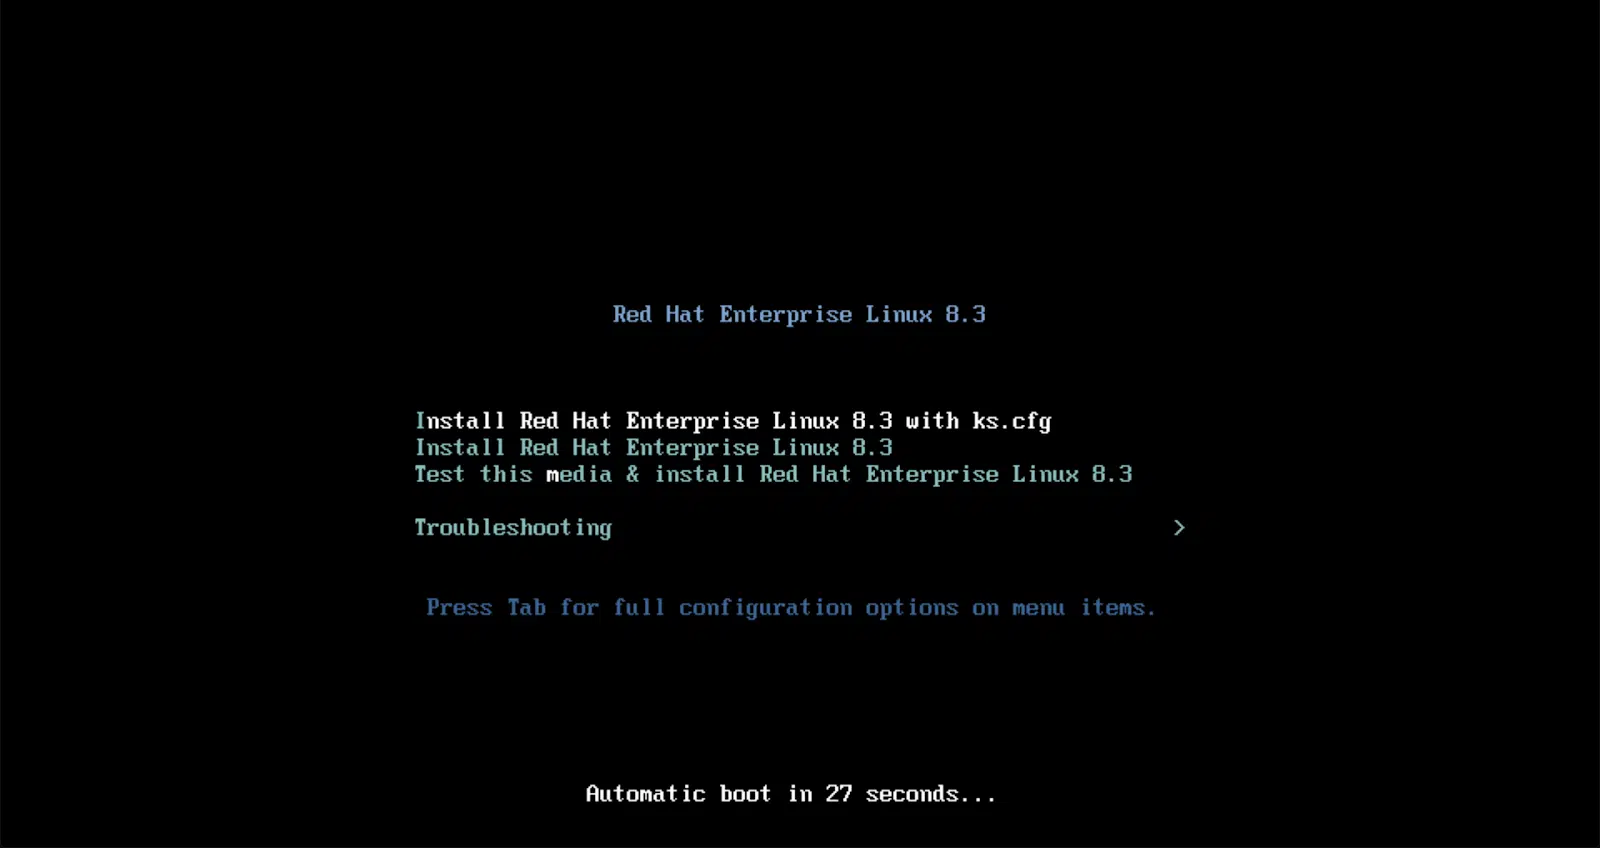 Red Hat Enterprise Linux 8.3
Install Red Hat Enterprise Linux 8.3 with ks.cfg
Install Red Hat Enterprise Linux 8.3
Test this media & install Red Hat Enterprise Linux 8.3
Troubleshooting >
Press Tab for full configuration options on menu items.
Automatic boot in 27 seconds...